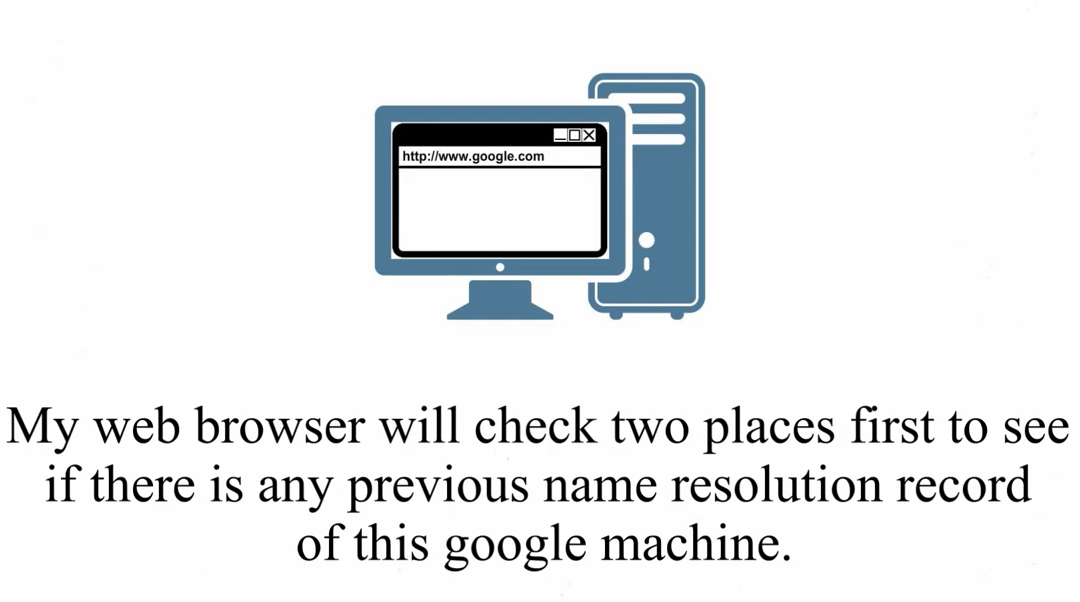 http://www.google.com
My web browser will check two places first to see
if there is any previous name resolution record
of this google machine.